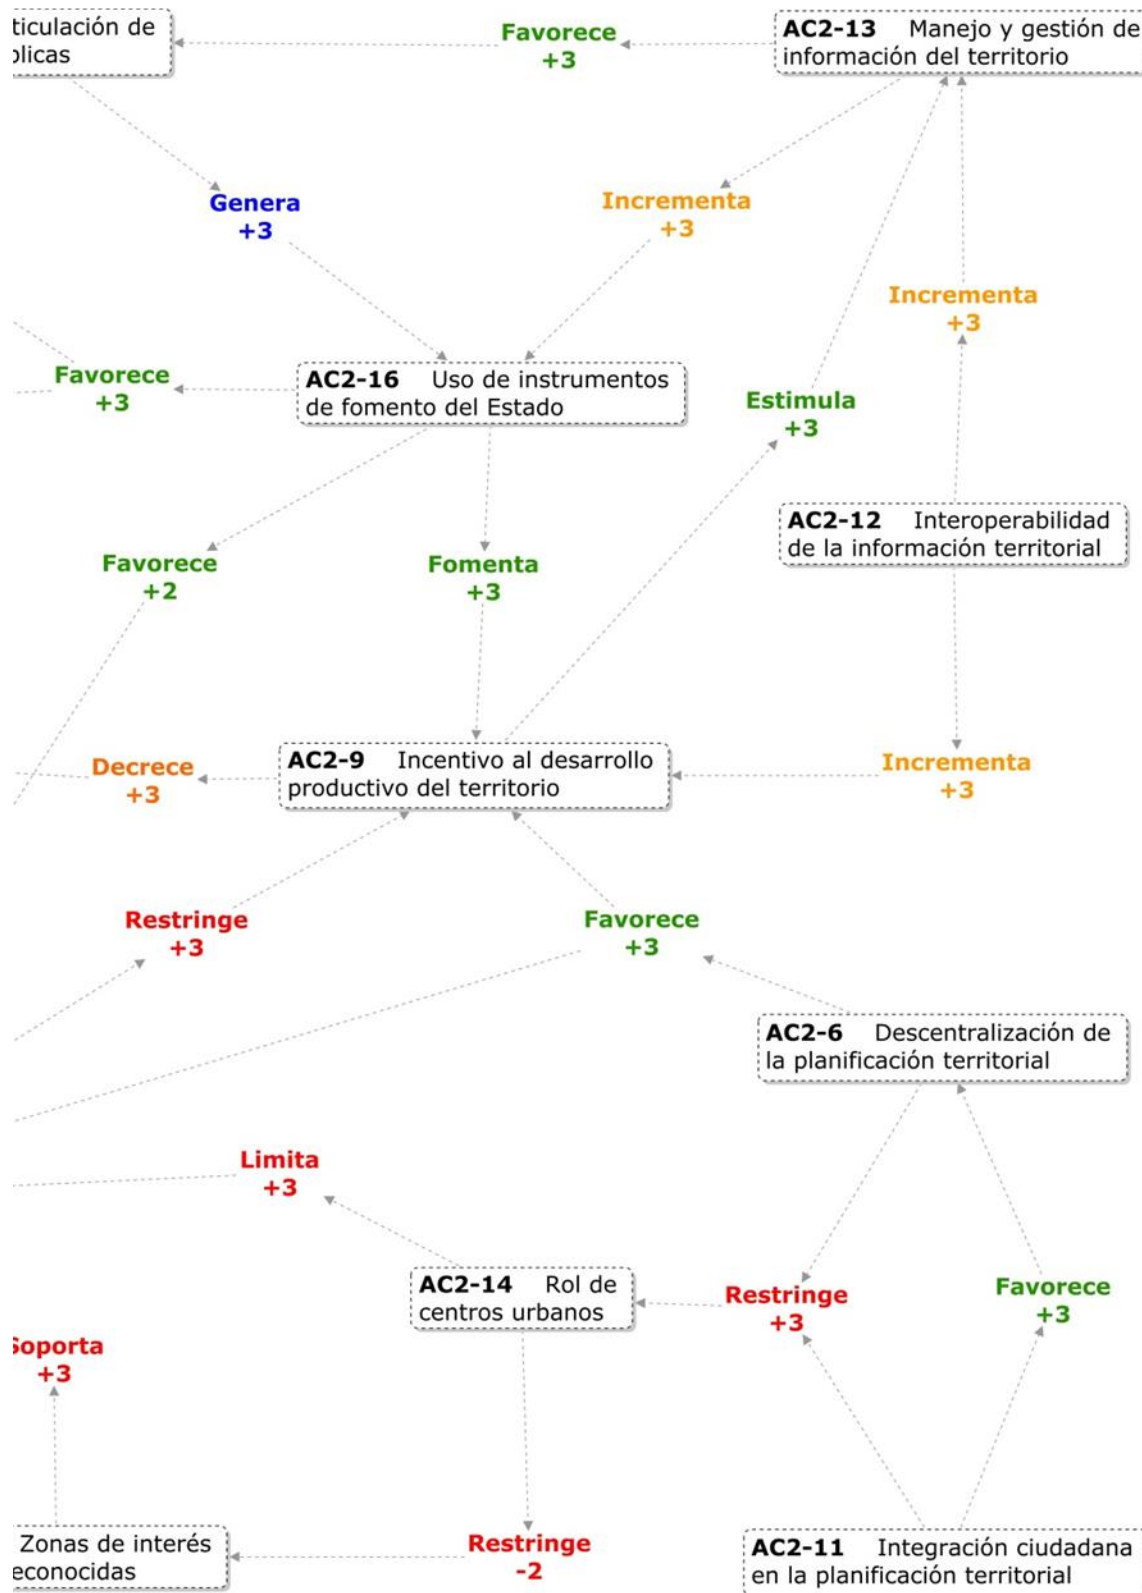 ticulación de
blicas
Favorece
+3
AC2-13 Manejo y gestión de
información del territorio
Genera
+3
Incrementa
+3
Incrementa
+3
Favorece
+3
AC2-16 Uso de instrumentos
de fomento del Estado
Estimula
+3
AC2-12 Interoperabilidad
de la información territorial
Favorece
+2
Fomenta
+3
Decrece
+3
AC2-9 Incentivo al desarrollo
productivo del territorio
Incrementa
+3
Restringe
+3
Favorece
+3
AC2-6 Descentralización de
la planificación territorial
Limita
+3
AC2-14 Rol de
centros urbanos
Restringe
+3
Favorece
+3
Soporta
+3
Zonas de interés
econocidas
Restringe
-2
AC2-11 Integración ciudadana
en la planificación territorial